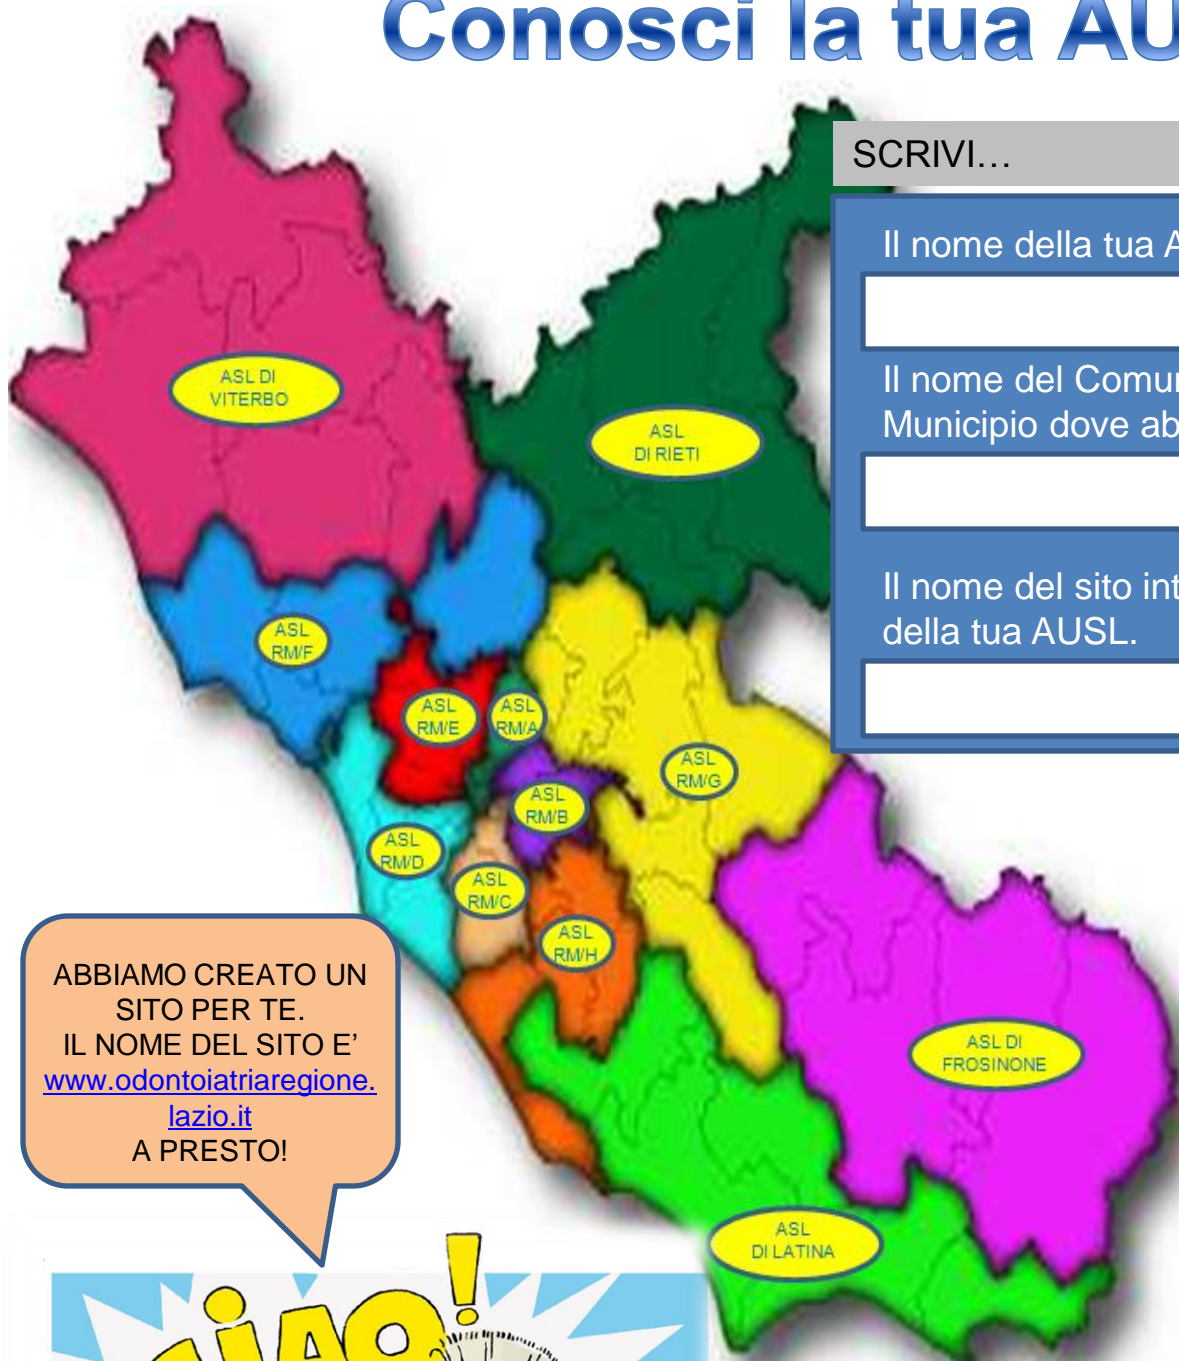 Conosci la tua AU
SCRIVI…
Il nome della tua A
Il nome del Comu
Municipio dove ab
Il nome del sito int
della tua AUSL.
ASL DI
VITERBO
ASL
DI RIETI
ASL
RM/F
ASL
RM/E
ASL
RM/A
ASL
RM/G
ASL
RM/B
ASL
RM/D
ASL
RM/C
ASL
RM/H
ASL DI
FROSINONE
ASL
DI LATINA
ABBIAMO CREATO UN
SITO PER TE.
IL NOME DEL SITO E’
www.odontoiatriaregione.
lazio.it
A PRESTO!
CiAO!